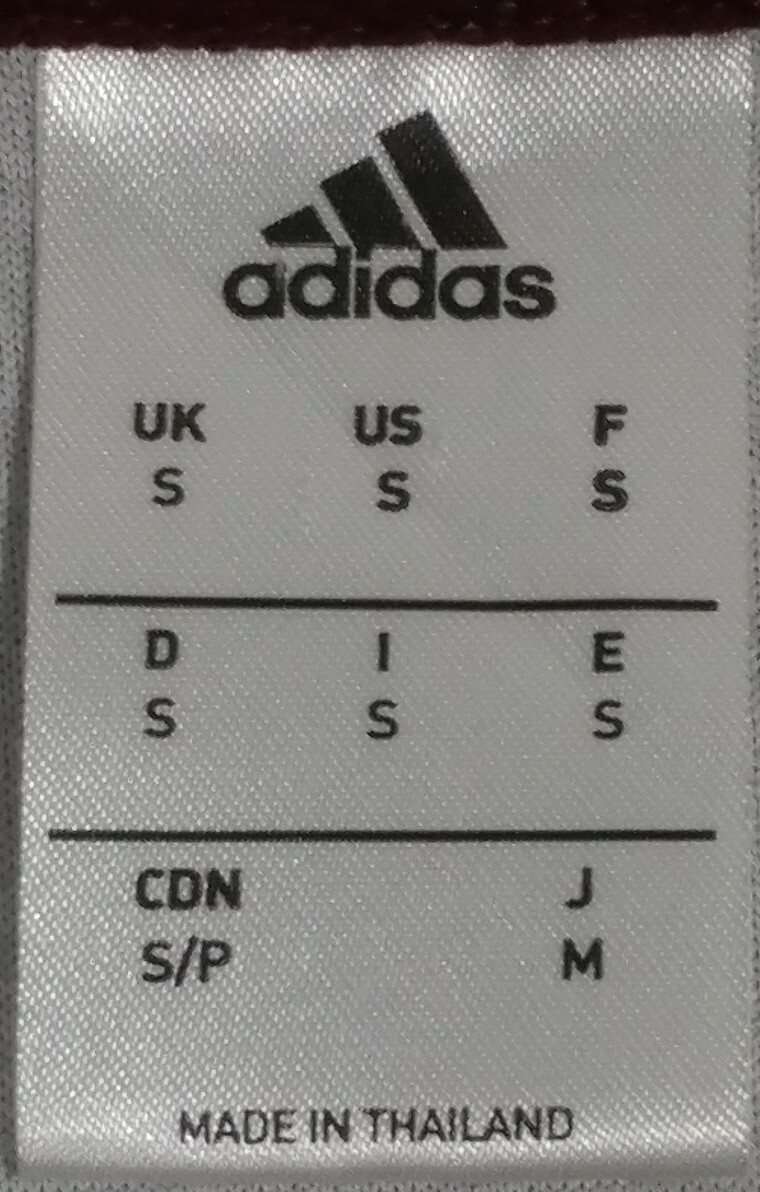 adidas
UK US F
S S S
D I E
S S S
CDN J
S/P M
MADE IN THAILAND